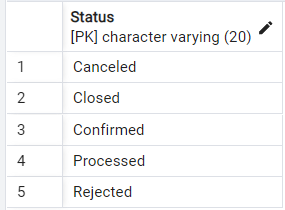 Status
[PK] character varying (20)
1 Canceled
2 Closed
3 Confirmed
4 Processed
5 Rejected